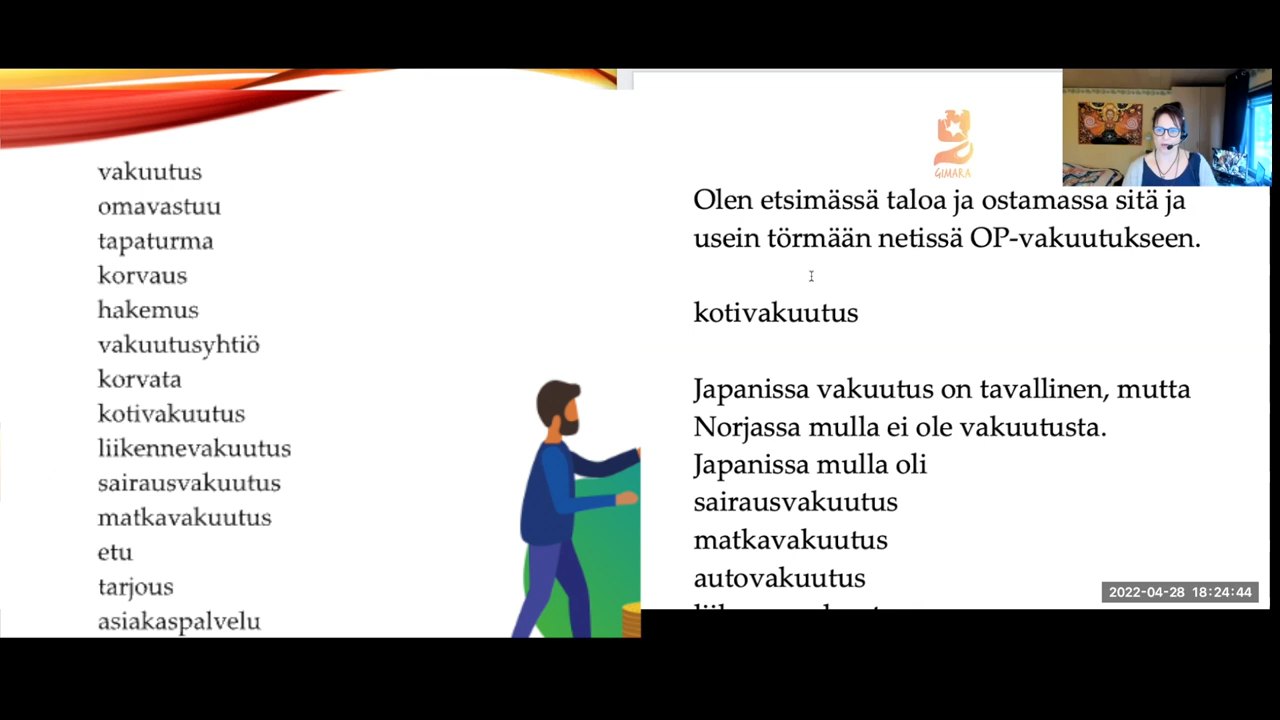 vakuutus
omavastuu
tapaturma
korvaus
hakemus
vakuutusyhtiö
korvata
kotivakuutus
liikennevakuutus
sairausvakuutus
matkavakuutus
etu
tarjous
asiakaspalvelu
GIMARA
Olen etsimässä taloa ja ostamassa sitä ja
usein törmään netissä OP-vakuutukseen.
kotivakuutus
Japanissa vakuutus on tavallinen, mutta
Norjassa mulla ei ole vakuutusta.
Japanissa mulla oli
sairausvakuutus
matkavakuutus
autovakuutus
2022-04-28 18:24:44